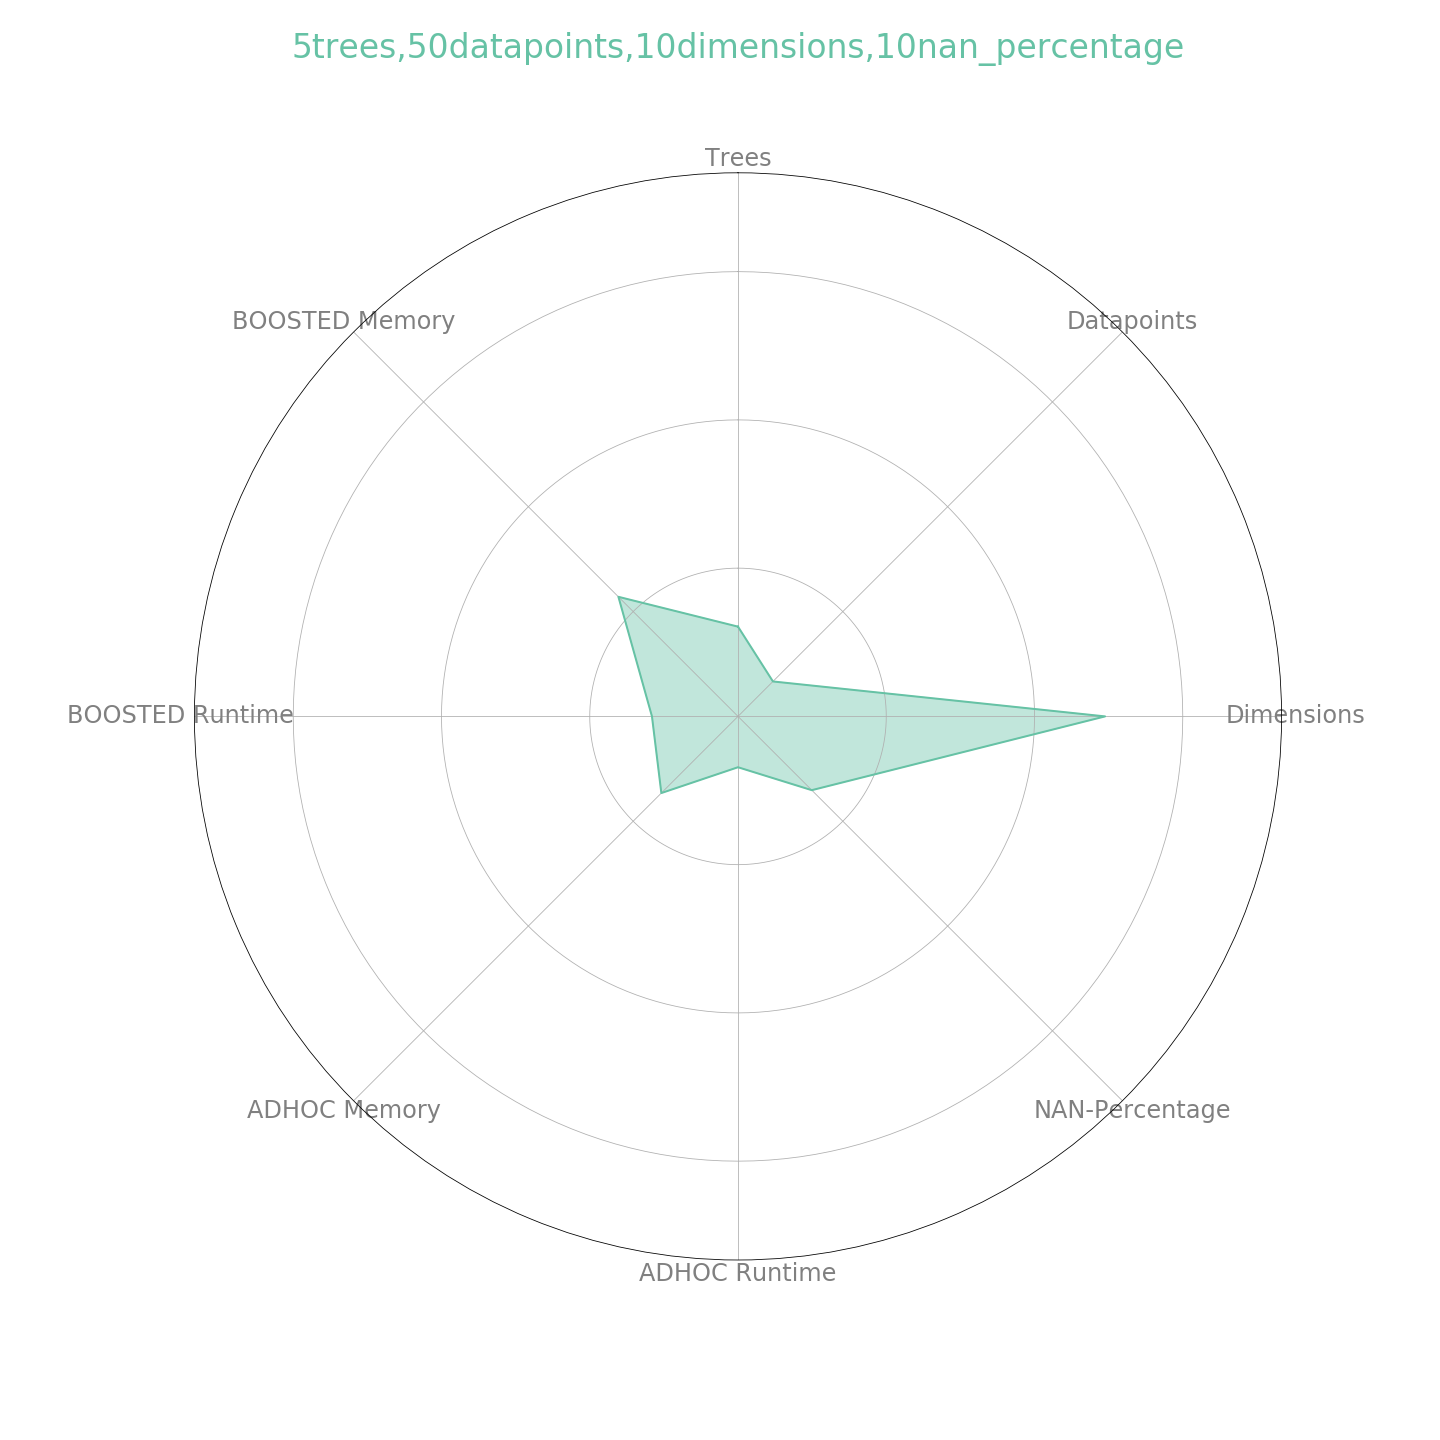 5trees,50datapoints,10dimensions,10nan_percentage
Trees
BOOSTED Memory
Datapoints
BOOSTED Runtime
Dimensions
ADHOC Memory
NAN-Percentage
ADHOC Runtime